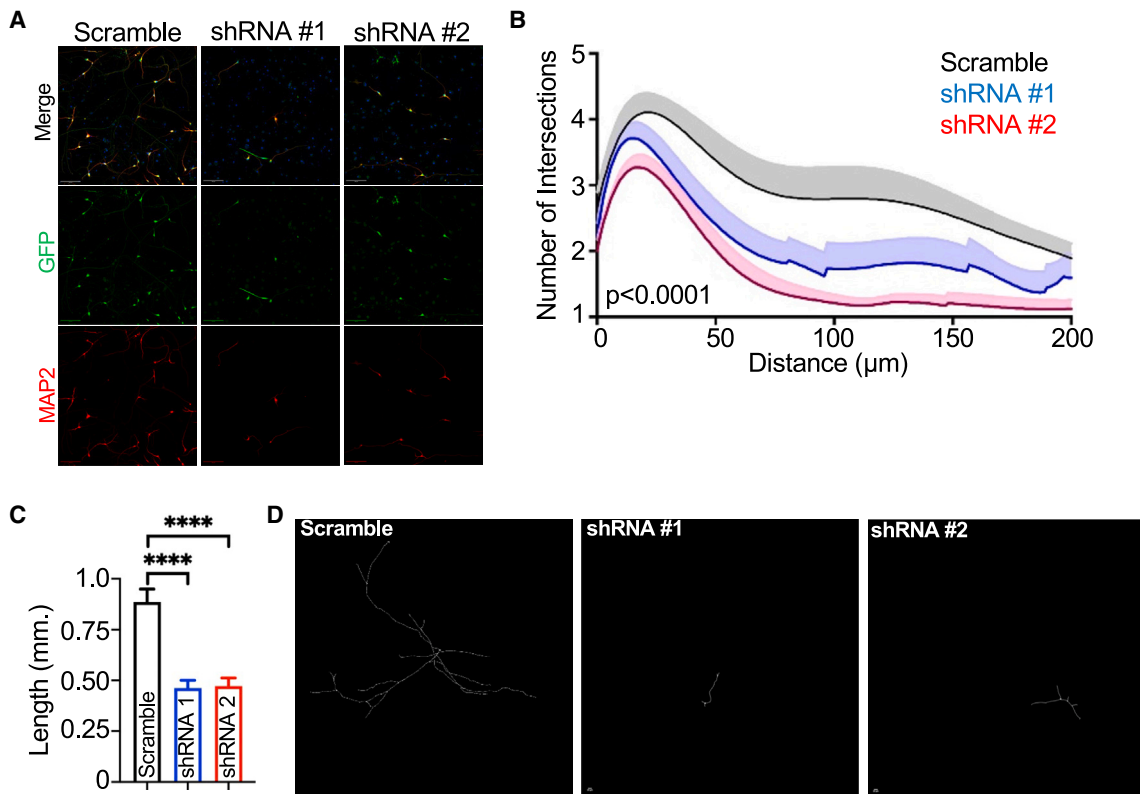 A
Scramble
shRNA #1
shRNA #2
Merge
GFP
MAP2
B
Scramble
shRNA #1
shRNA #2
Number of Intersections
5
4
3
2
1
p<0.0001
0
50
100
150
200
Distance (µm)
C
****
****
Length (mm.)
1.0
0.75
0.50
0.25
0
Scramble
shRNA 1
shRNA 2
D
Scramble
shRNA #1
shRNA #2